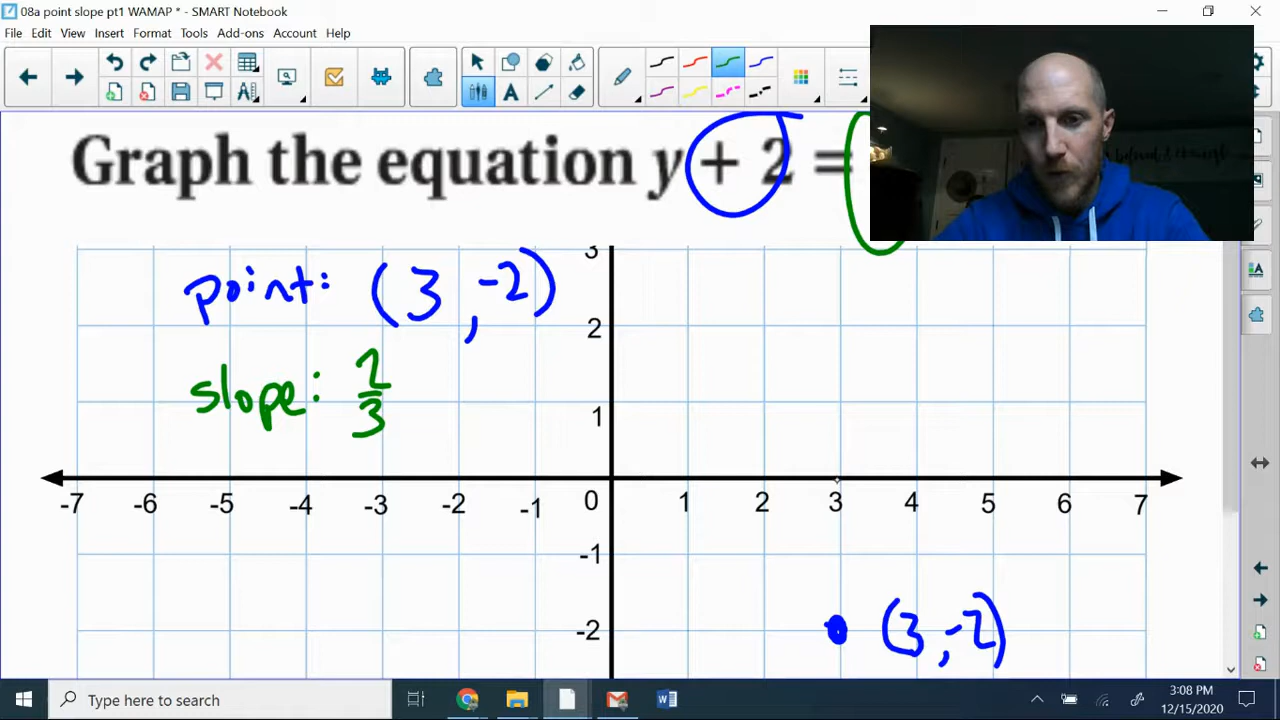 08a point slope pt1 WAMAP * - SMART Notebook
File Edit View Insert Format Tools Add-ons Account Help
Graph the equation y + 2 =
point: (3, -2)
slope: 2/3
3
2
1
-7 -6 -5 -4 -3 -2 -1 0 1 2 3 4 5 6 7
-1
-2
(3, -2)
Type here to search
3:08 PM
12/15/2020